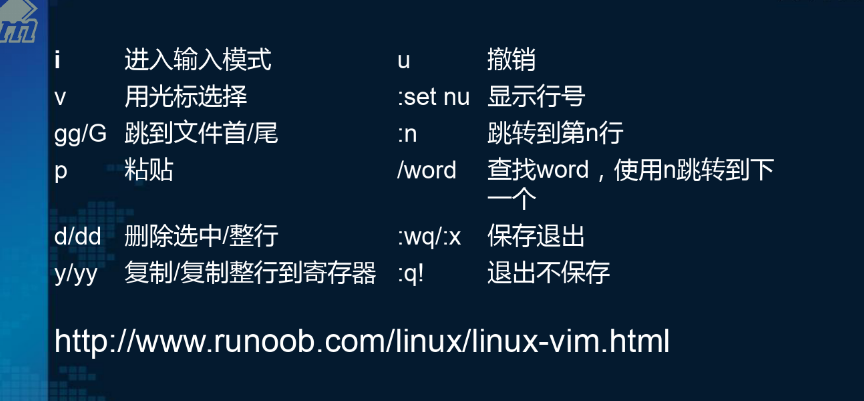 i 进入输入模式 u 撤销
v 用光标选择 :set nu 显示行号
gg/G 跳到文件首/尾 :n 跳转到第n行
p 粘贴 /word 查找word，使用n跳转到下
一个
d/dd 删除选中/整行 :wq/:x 保存退出
y/yy 复制/复制整行到寄存器 :q! 退出不保存
http://www.runoob.com/linux/linux-vim.html